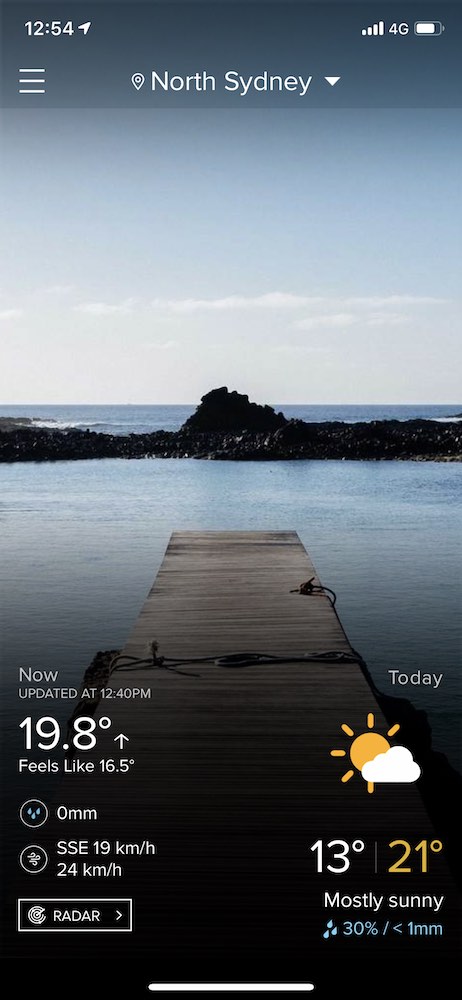 12:54
4G
North Sydney
Now
UPDATED AT 12:40PM
19.8°↑
Feels Like 16.5°
0mm
SSE 19 km/h
24 km/h
RADAR >
Today
13° | 21°
Mostly sunny
30% / < 1mm